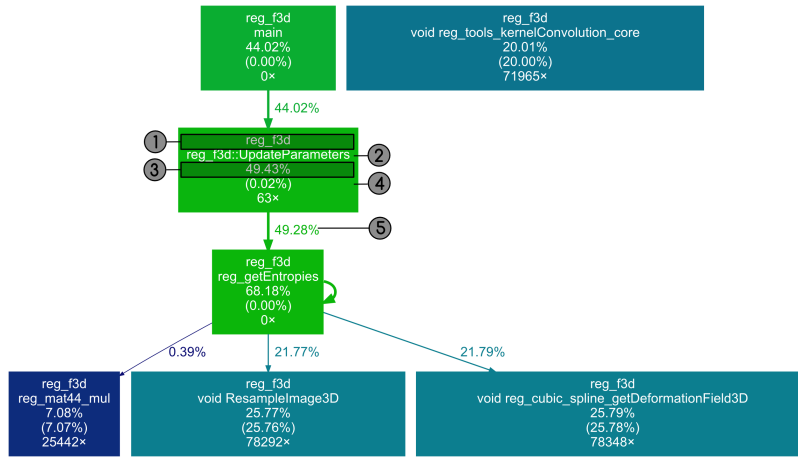 reg_f3d
main
44.02%
(0.00%)
0×
reg_f3d
void reg_tools_kernelConvolution_core
20.01%
(20.00%)
71965×
44.02%
1
reg_f3d
reg_f3d::UpdateParameters
2
3
49.43%
(0.02%)
4
63×
49.28%
5
reg_f3d
reg_getEntropies
68.18%
(0.00%)
0×
0.39%
21.77%
21.79%
reg_f3d
reg_mat44_mul
7.08%
(7.07%)
25442×
reg_f3d
void ResampleImage3D
25.77%
(25.76%)
78292×
reg_f3d
void reg_cubic_spline_getDeformationField3D
25.79%
(25.78%)
78348×